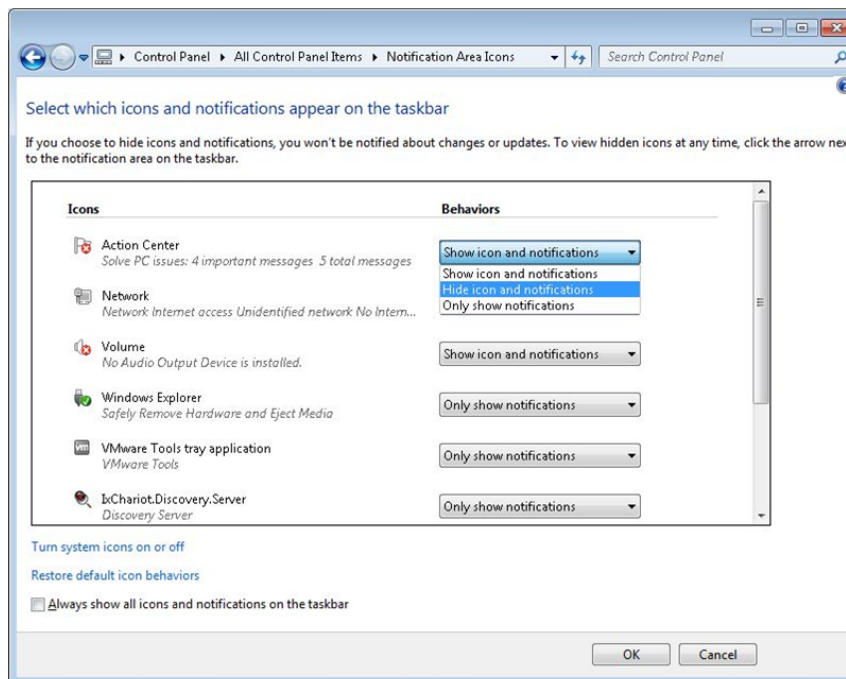 Control Panel ▸ All Control Panel Items ▸ Notification Area Icons
Search Control Panel
Select which icons and notifications appear on the taskbar
If you choose to hide icons and notifications, you won't be notified about changes or updates. To view hidden icons at any time, click the arrow nex
to the notification area on the taskbar.
Icons Behaviors
Action Center
Solve PC issues: 4 important messages 5 total messages
Show icon and notifications
Show icon and notifications
Hide icon and notifications
Only show notifications
Network
Network Internet access Unidentified network No Intern...
Volume
No Audio Output Device is installed.
Show icon and notifications
Windows Explorer
Safely Remove Hardware and Eject Media
Only show notifications
vm
VMware Tools tray application
VMware Tools
Only show notifications
IxChariot.Discovery.Server
Discovery Server
Only show notifications
Turn system icons on or off
Restore default icon behaviors
Always show all icons and notifications on the taskbar
OK Cancel